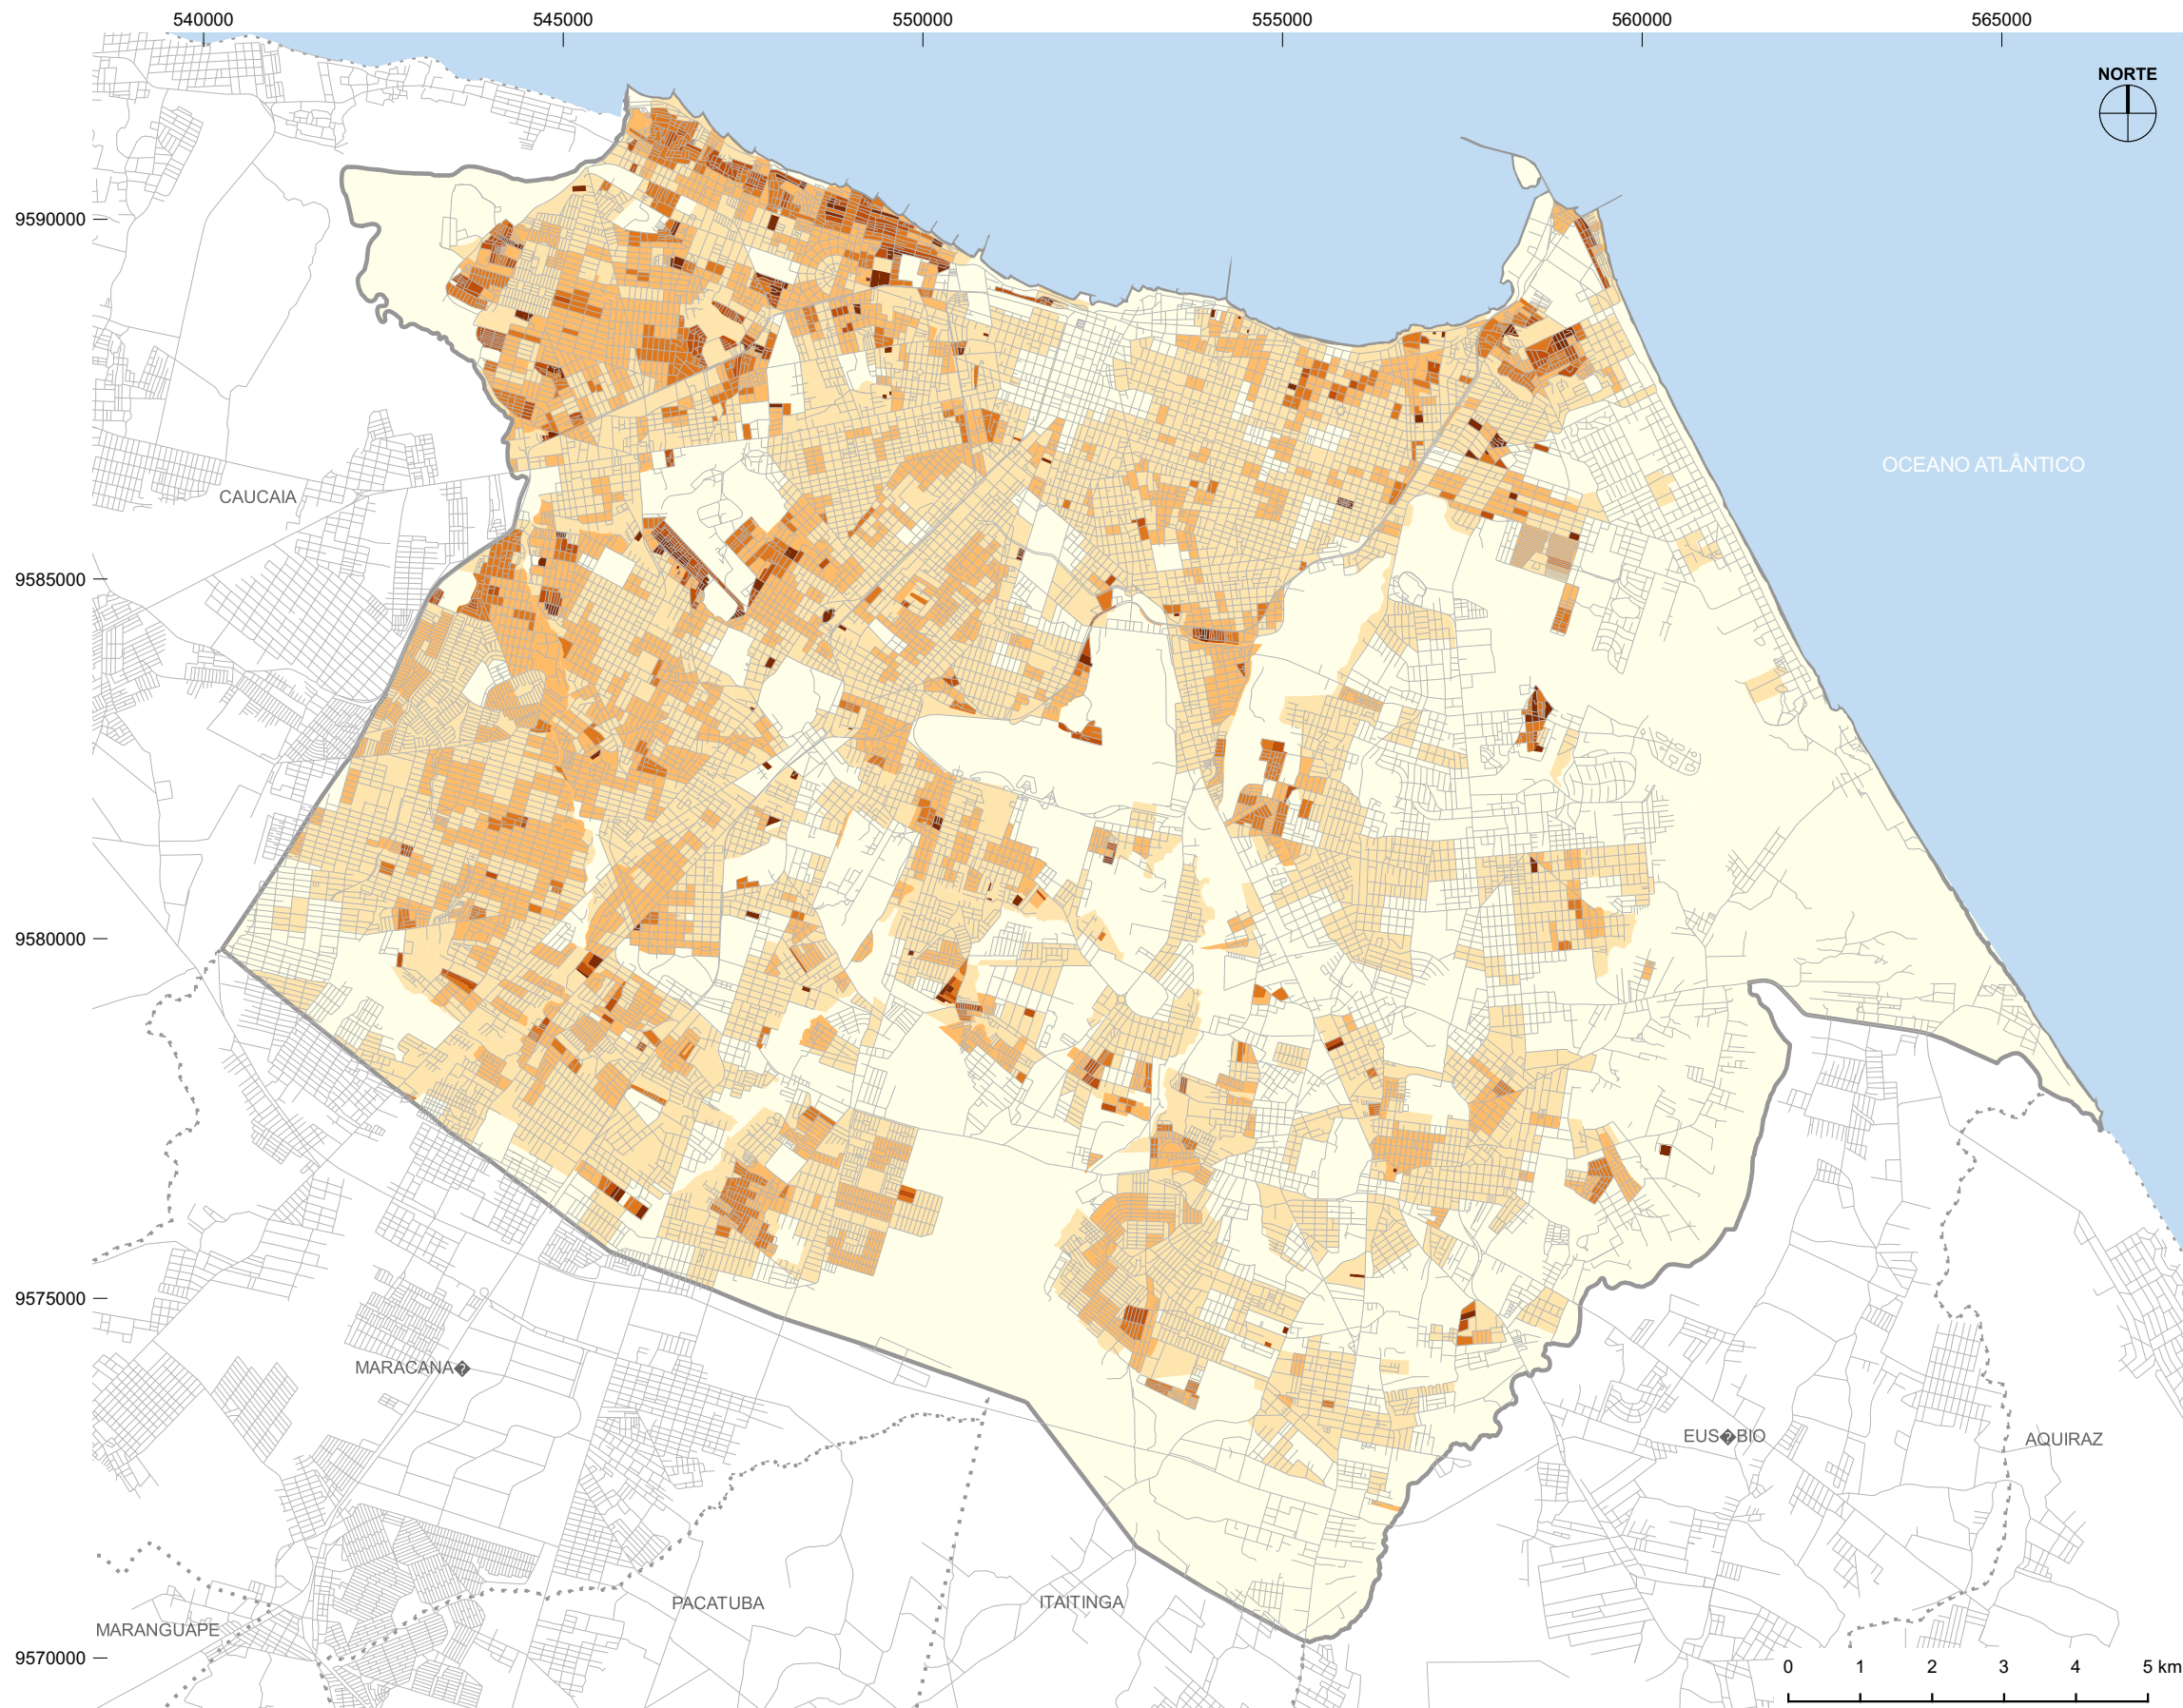 540000 545000 550000 555000 560000 565000
NORTE
9590000
OCEANO ATLÂNTICO
CAUCAIA
9585000
9580000
9575000
MARACANA�
EUS�BIO
AQUIRAZ
PACATUBA
ITAITINGA
MARANGUAPE
9570000
0 1 2 3 4 5 km